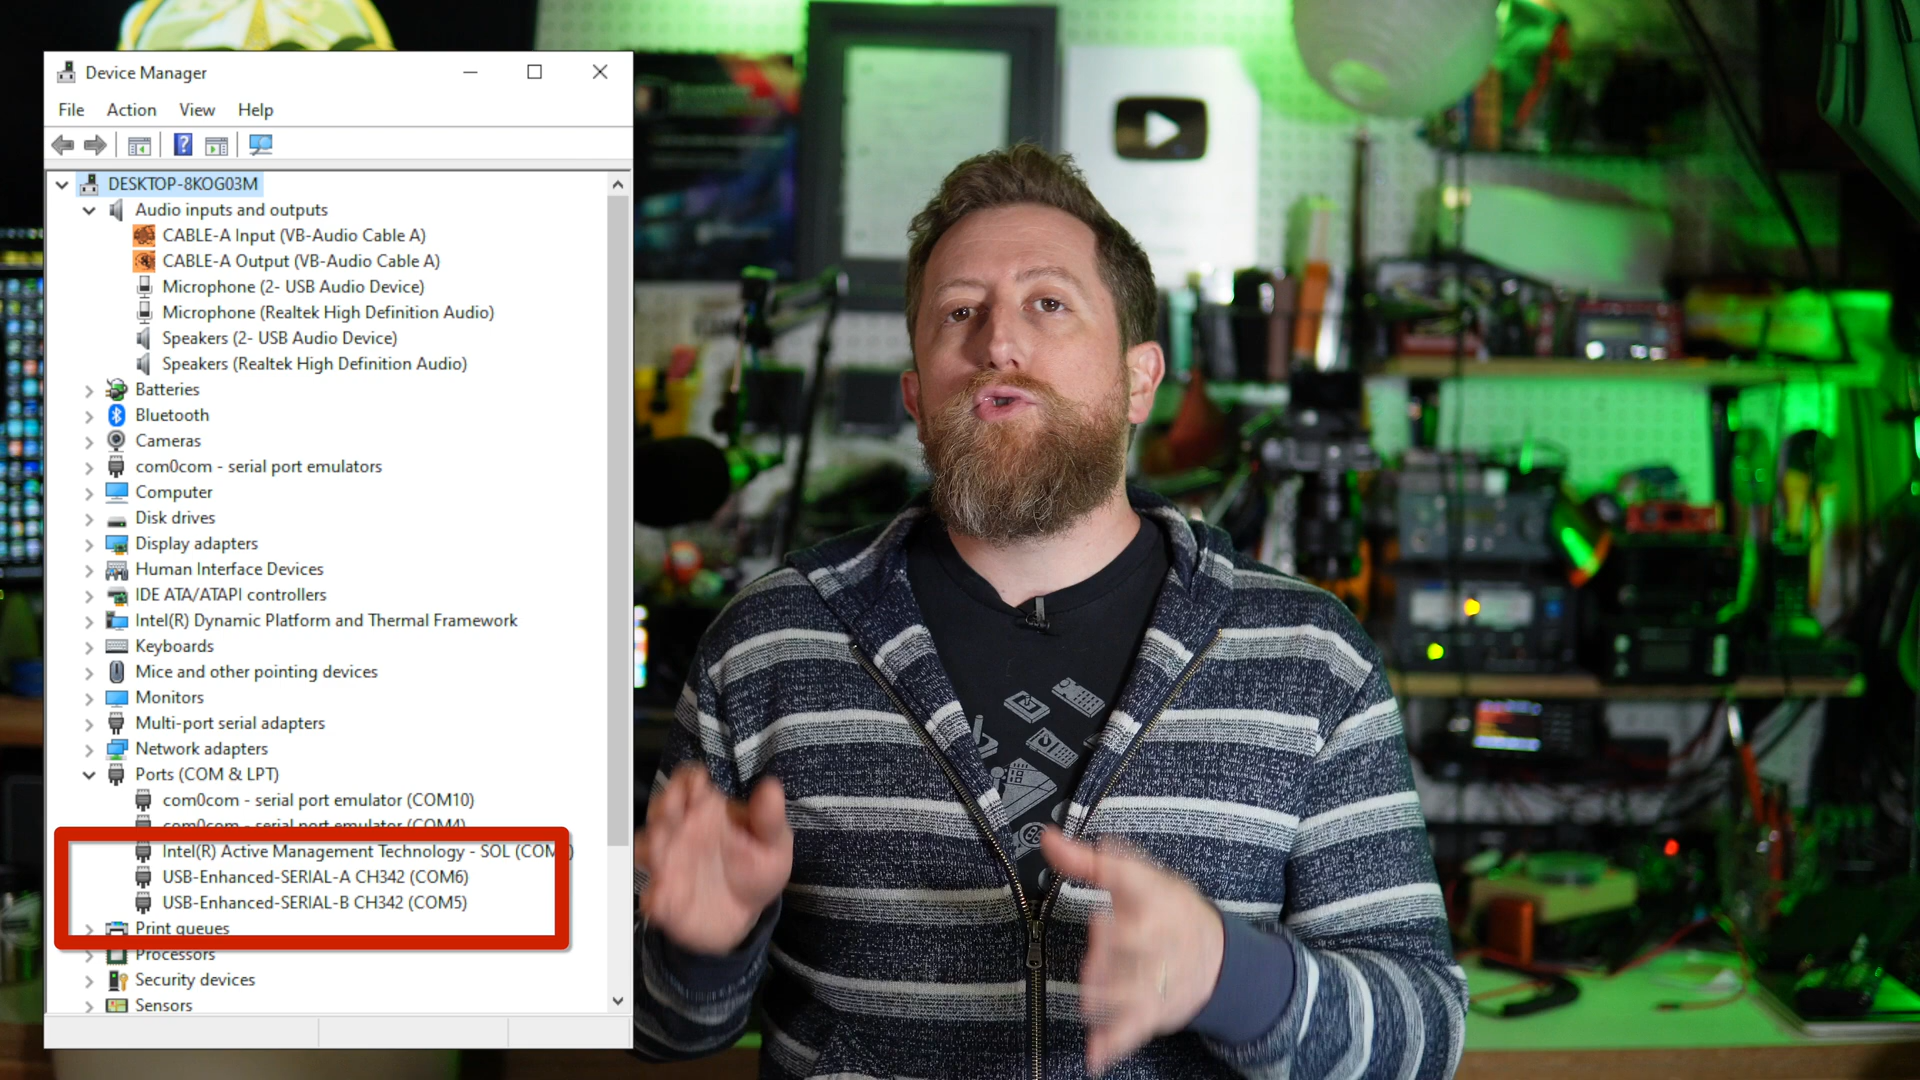 Device Manager
File Action View Help
DESKTOP-8KOG03M
Audio inputs and outputs
CABLE-A Input (VB-Audio Cable A)
CABLE-A Output (VB-Audio Cable A)
Microphone (2- USB Audio Device)
Microphone (Realtek High Definition Audio)
Speakers (2- USB Audio Device)
Speakers (Realtek High Definition Audio)
Batteries
Bluetooth
Cameras
com0com - serial port emulators
Computer
Disk drives
Display adapters
Human Interface Devices
IDE ATA/ATAPI controllers
Intel(R) Dynamic Platform and Thermal Framework
Keyboards
Mice and other pointing devices
Monitors
Multi-port serial adapters
Network adapters
Ports (COM & LPT)
com0com - serial port emulator (COM10)
com0com - serial port emulator (COM4)
Intel(R) Active Management Technology - SOL
USB-Enhanced-SERIAL-A CH342 (COM6)
USB-Enhanced-SERIAL-B CH342 (COM5)
Print queues
Processors
Security devices
Sensors